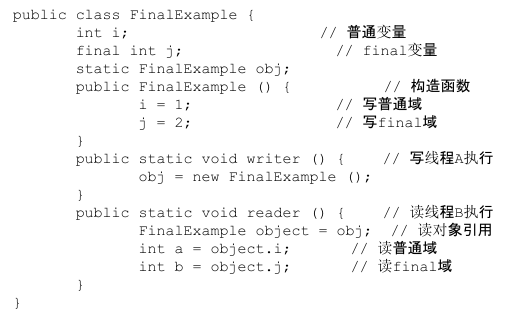 public class FinalExample {
int i; // 普通变量
final int j; // final变量
static FinalExample obj;
public FinalExample () { // 构造函数
i = 1; // 写普通域
j = 2; // 写final域
}
public static void writer () { // 写线程A执行
obj = new FinalExample ();
}
public static void reader () { // 读线程B执行
FinalExample object = obj; // 读对象引用
int a = object.i; // 读普通域
int b = object.j; // 读final域
}
}